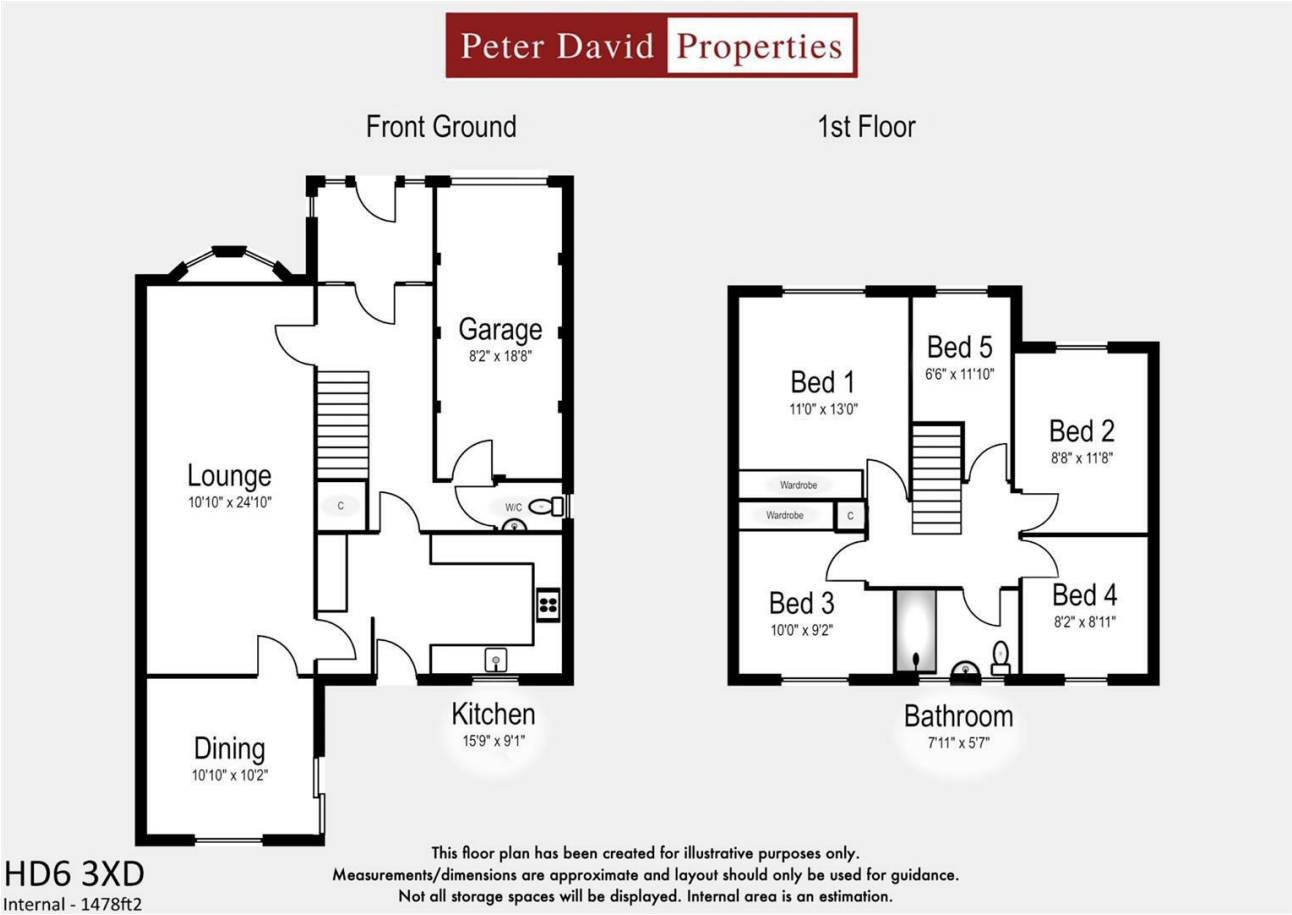 Peter David Properties
Front Ground
1st Floor
Garage
8'2" x 18'8"
Lounge
10'10" x 24'10"
C
W/C
Kitchen
15'9" x 9'1"
Dining
10'10" x 10'2"
Bed 1
11'0" x 13'0"
Bed 5
6'6" x 11'10"
Bed 2
8'8" x 11'8"
Wardrobe
Wardrobe
C
Bed 3
10'0" x 9'2"
Bed 4
8'2" x 8'11"
Bathroom
7'11" x 5'7"
HD6 3XD
Internal - 1478ft2
This floor plan has been created for illustrative purposes only.
Measurements/dimensions are approximate and layout should only be used for guidance.
Not all storage spaces will be displayed. Internal area is an estimation.